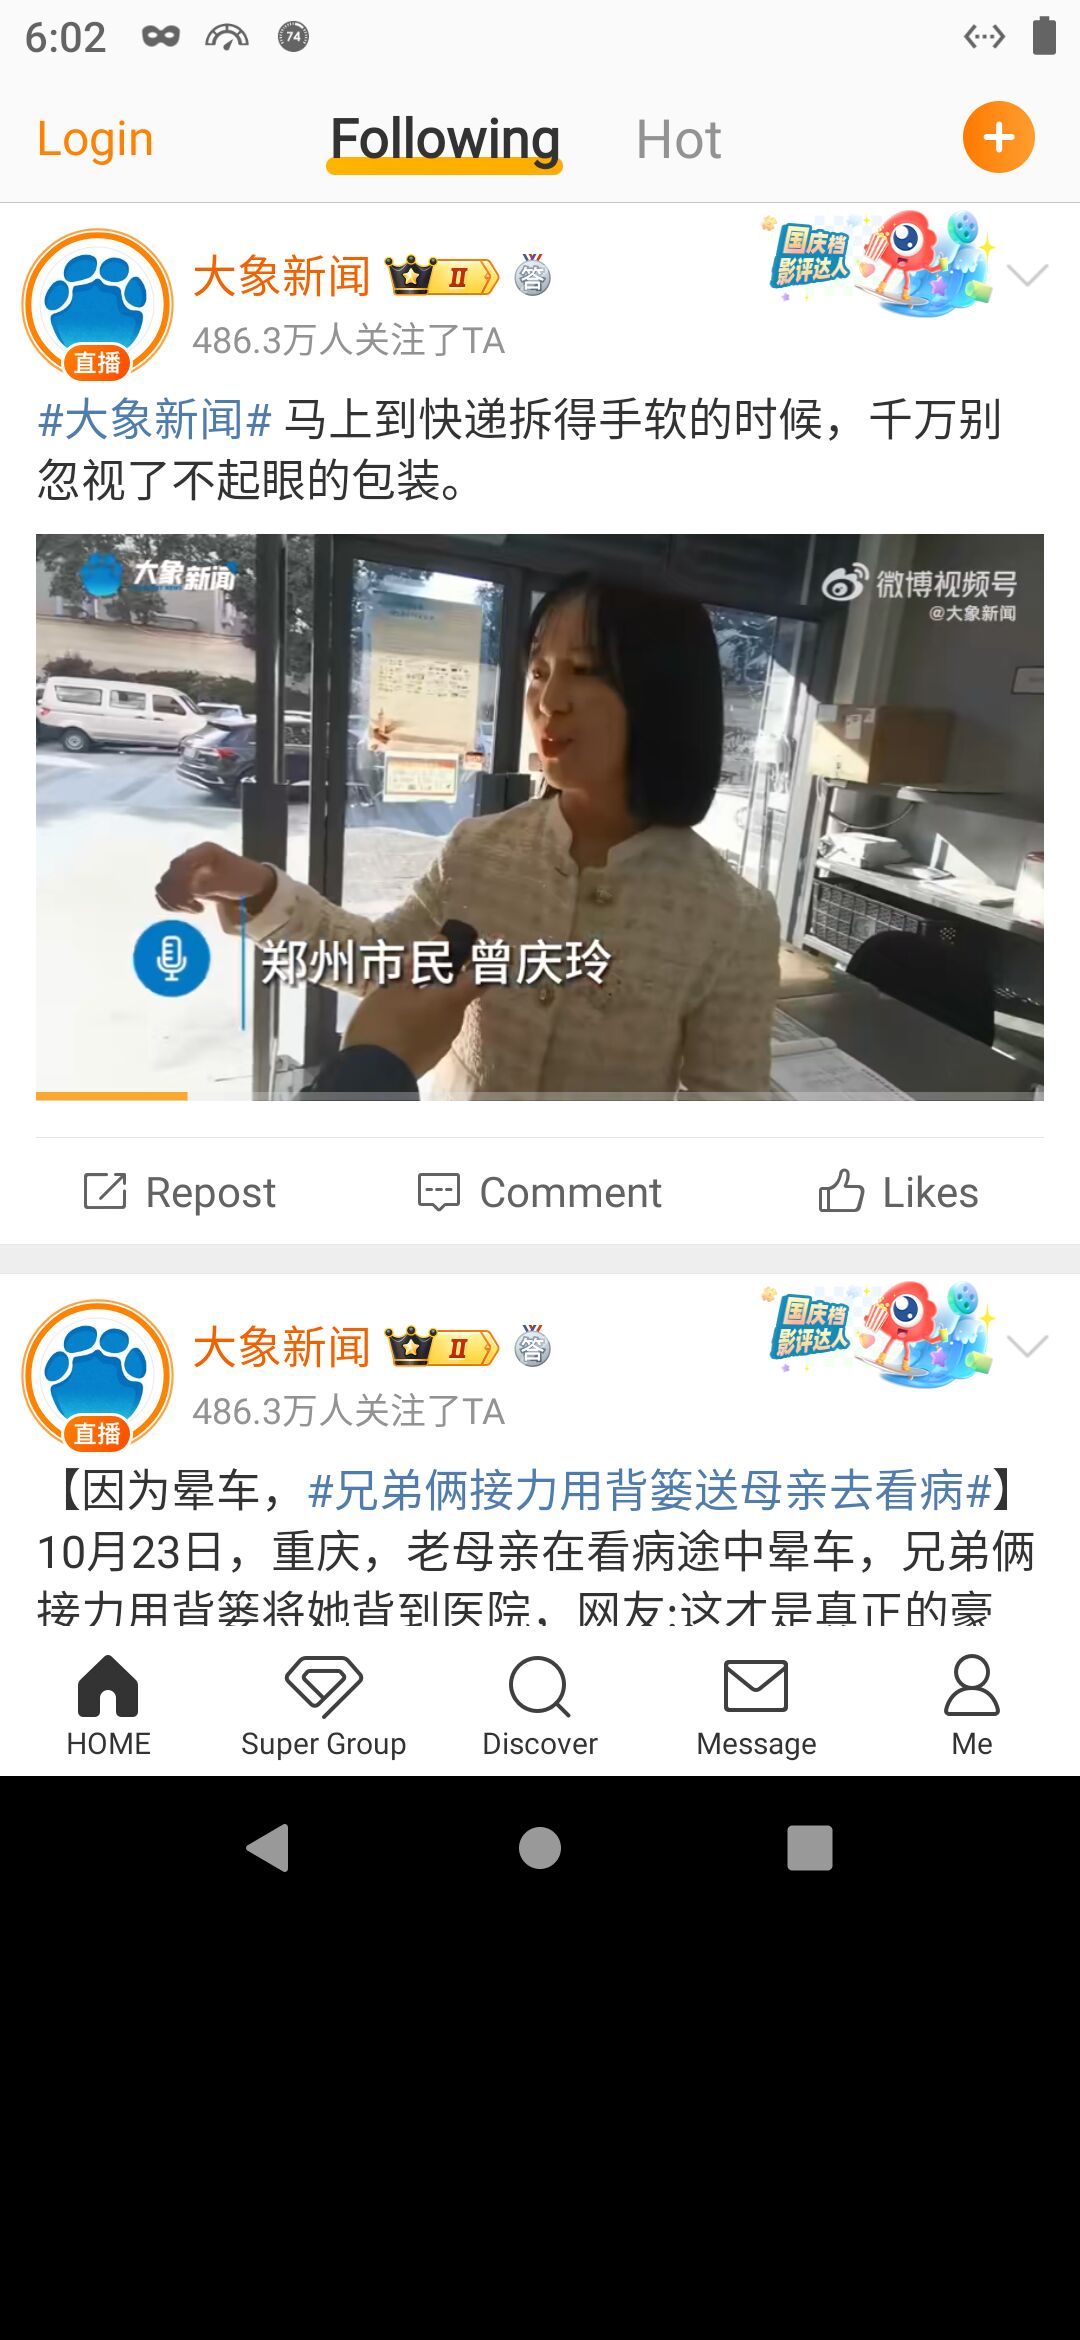 6:02
74
Login
Following
Hot
大象新闻
II
答
国庆档
影评达人
486.3万人关注了TA
直播
#大象新闻# 马上到快递拆得手软的时候，千万别
忽视了不起眼的包装。
大象新闻
微博视频号
@大象新闻
郑州市民 曾庆玲
Repost
Comment
Likes
大象新闻
II
答
国庆档
影评达人
486.3万人关注了TA
直播
【因为晕车，#兄弟俩接力用背篓送母亲去看病#】
10月23日，重庆，老母亲在看病途中晕车，兄弟俩
接力用背篓将她背到医院，网友:这才是真正的豪
HOME
Super Group
Discover
Message
Me